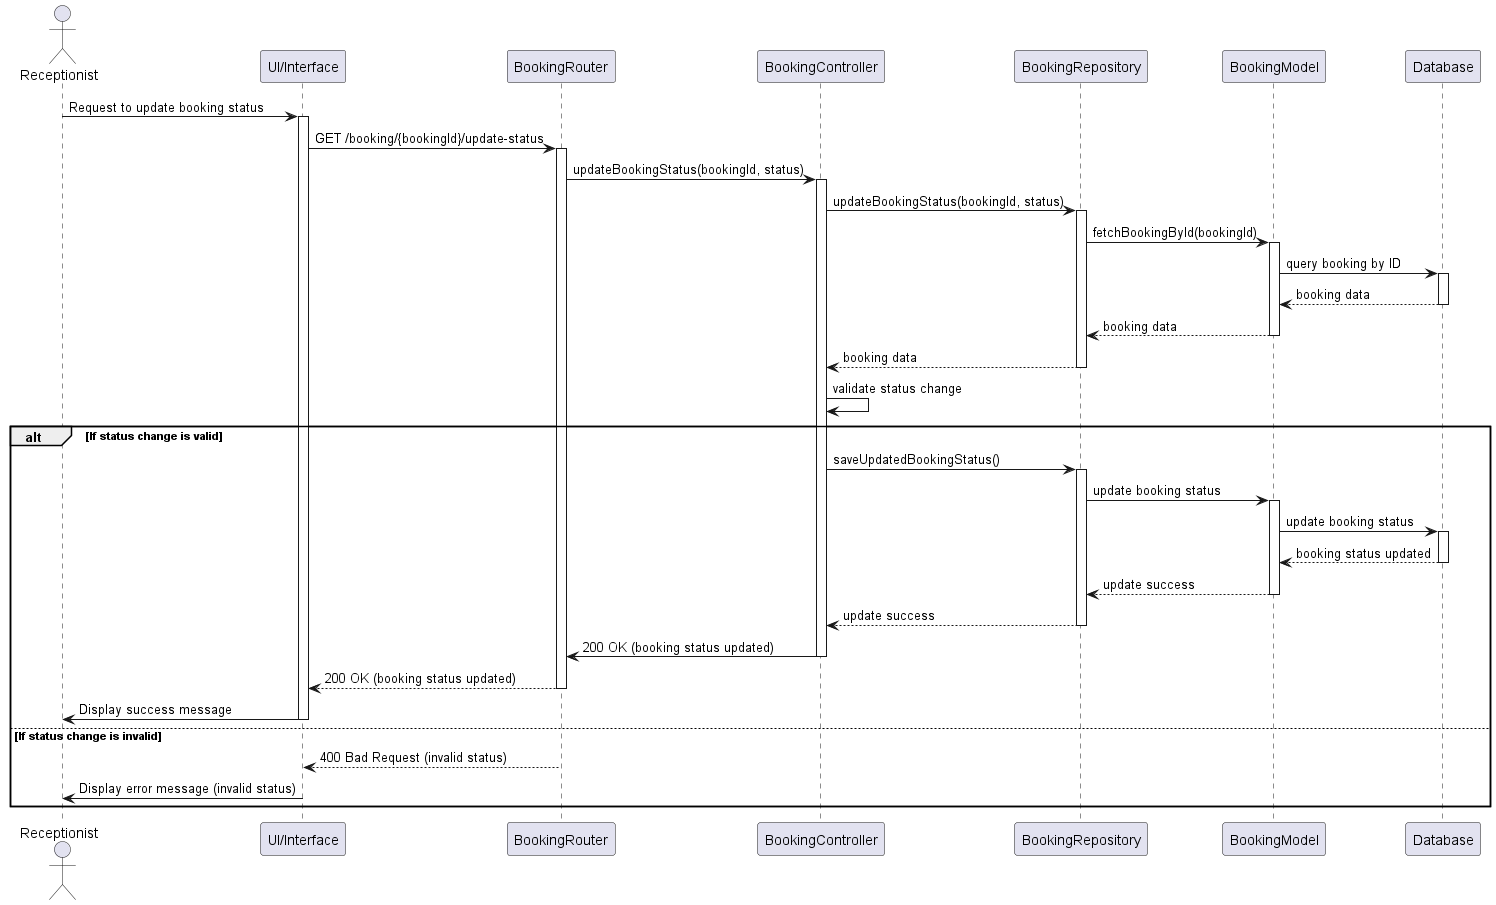 Receptionist
UI/Interface
BookingRouter
BookingController
BookingRepository
BookingModel
Database
Request to update booking status
GET /booking/{bookingId}/update-status
updateBookingStatus(bookingId, status)
updateBookingStatus(bookingId, status)
fetchBookingById(bookingId)
query booking by ID
booking data
booking data
booking data
validate status change
alt
[If status change is valid]
saveUpdatedBookingStatus()
update booking status
update booking status
booking status updated
update success
update success
200 OK (booking status updated)
200 OK (booking status updated)
Display success message
[If status change is invalid]
400 Bad Request (invalid status)
Display error message (invalid status)
Receptionist
UI/Interface
BookingRouter
BookingController
BookingRepository
BookingModel
Database